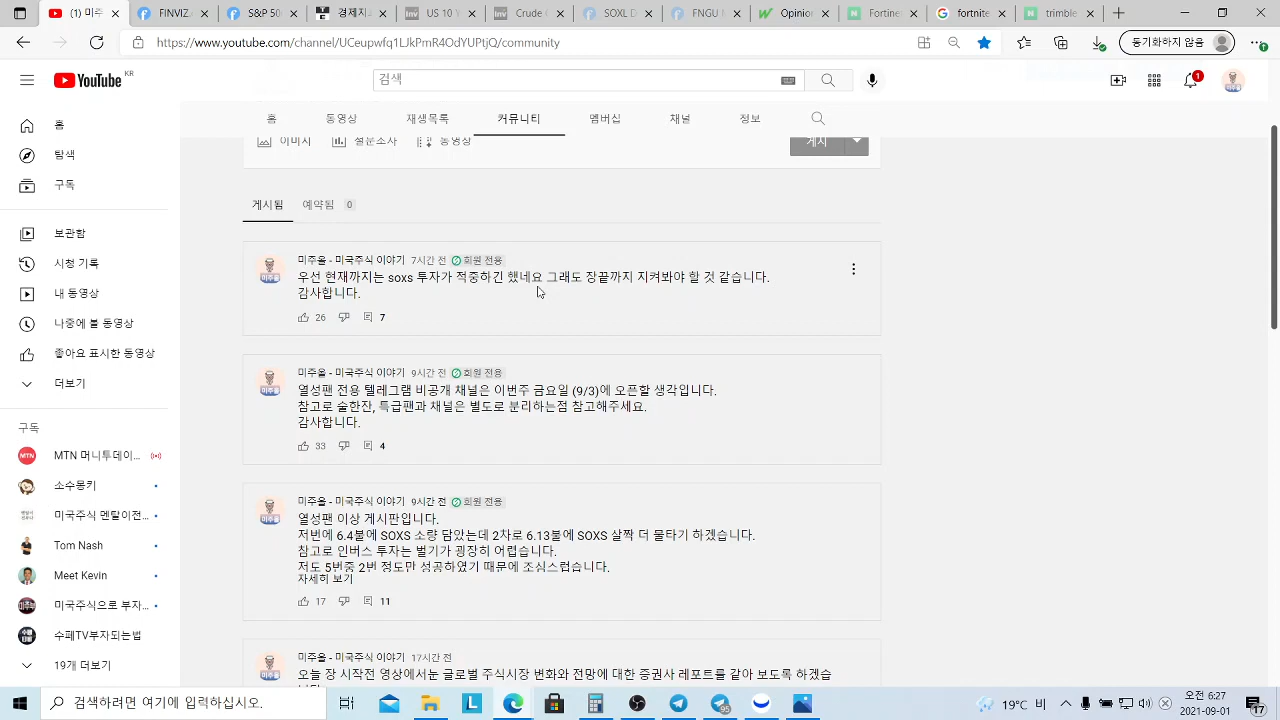 (1) 미주
FINVIZ.
S&P 50
경제지
US 10 Y
Crude O
SOXL D
FNGU M
Opinion
Fortine
fortnite
trimble
https://www.youtube.com/channel/UCeupwfq1LJkPmR4OdYUPtjQ/community
동기화하지 않음
YouTube KR
검색
1
홈
동영상
재생목록
커뮤니티
멤버십
채널
정보
이미지
설문조사
동영상
게시
홈
탐색
구독
보관함
시청 기록
내 동영상
나중에 볼 동영상
좋아요 표시한 동영상
더보기
구독
MTN 머니투데이...
소수몽키
미국주식 멘탈이전...
Tom Nash
Meet Kevin
미국주식으로 부자...
수페TV부자되는법
19개 더보기
게시됨
예약됨 0
미주올 - 미국주식 이야기 7시간 전 회원 전용
우선 현재까지는 soxs 투자가 적중하긴 했네요 그래도 장끝까지 지켜봐야 할 것 같습니다.
감사합니다.
26 7
미주올 - 미국주식 이야기 9시간 전 회원 전용
열성팬 전용 텔레그램 비공개 채널은 이번주 금요일 (9/3)에 오픈할 생각입니다.
참고로 술한잔, 특급팬과 채널은 별도로 분리하는점 참고해주세요.
감사합니다.
33 4
미주올 - 미국주식 이야기 9시간 전 회원 전용
열성팬 이상 게시판입니다.
저번에 6.4불에 SOXS 소량 담았는데 2차로 6.13불에 SOXS 살짝 더 물타기 하겠습니다.
참고로 인버스 투자는 벌기가 굉장히 어렵습니다.
저도 5번중 2번 정도만 성공하였기 때문에 조심스럽습니다.
자세히 보기
17 11
미주올 - 미국주식 이야기 17시간 전
오늘 장 시작전 영상에서는 글로벌 주식시장 변화와 전망에 대한 증권사 레포트를 같아 보도록 하겠습
검색하려면 여기에 입력하십시오.
95
19°C 비
오전 6:27
2021-09-01
17